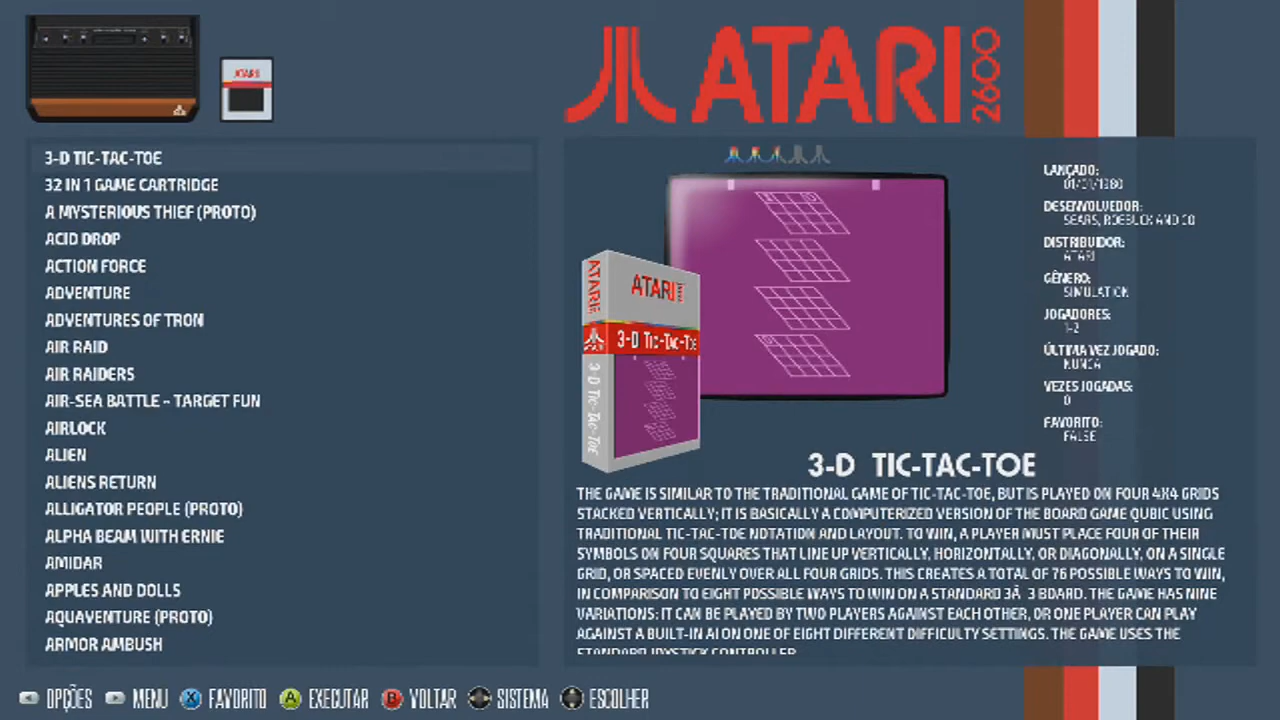 ATARI
ATARI 2600
3-D TIC-TAC-TOE
32 IN 1 GAME CARTRIDGE
A MYSTERIOUS THIEF (PROTO)
ACID DROP
ACTION FORCE
ADVENTURE
ADVENTURES OF TRON
AIR RAID
AIR RAIDERS
AIR-SEA BATTLE - TARGET FUN
AIRLOCK
ALIEN
ALIENS RETURN
ALLIGATOR PEOPLE (PROTO)
ALPHA BEAM WITH ERNIE
AMIDAR
APPLES AND DOLLS
AQUAVENTURE (PROTO)
ARMOR AMBUSH
ATARI
ATARI
3-D TIC-TAC-TOE
3-D TIC-TAC-TOE
LANÇADO:
01/01/1980
DESENVOLVEDOR:
SEARS, ROEBUCK AND CO
DISTRIBUIDOR:
ATARI
GÊNERO:
SIMULATION
JOGADORES:
1-2
ÚLTIMA VEZ JOGADO:
NUNCA
VEZES JOGADAS:
0
FAVORITO:
FALSE
3-D TIC-TAC-TOE
THE GAME IS SIMILAR TO THE TRADITIONAL GAME OF TIC-TAC-TOE, BUT IS PLAYED ON FOUR 4X4 GRIDS
STACKED VERTICALLY; IT IS BASICALLY A COMPUTERIZED VERSION OF THE BOARD GAME QUBIC USING
TRADITIONAL TIC-TAC-TOE NOTATION AND LAYOUT. TO WIN, A PLAYER MUST PLACE FOUR OF THEIR
SYMBOLS ON FOUR SQUARES THAT LINE UP VERTICALLY, HORIZONTALLY, OR DIAGONALLY, ON A SINGLE
GRID, OR SPACED EVENLY OVER ALL FOUR GRIDS. THIS CREATES A TOTAL OF 76 POSSIBLE WAYS TO WIN,
IN COMPARISON TO EIGHT POSSIBLE WAYS TO WIN ON A STANDARD 3Ã 3 BOARD. THE GAME HAS NINE
VARIATIONS: IT CAN BE PLAYED BY TWO PLAYERS AGAINST EACH OTHER, OR ONE PLAYER CAN PLAY
AGAINST A BUILT-IN AI ON ONE OF EIGHT DIFFERENT DIFFICULTY SETTINGS. THE GAME USES THE
STANDARD JOYSTICK CONTROLLER
OPÇÕES MENU X FAVORITO A EXECUTAR B VOLTAR SISTEMA ESCOLHER